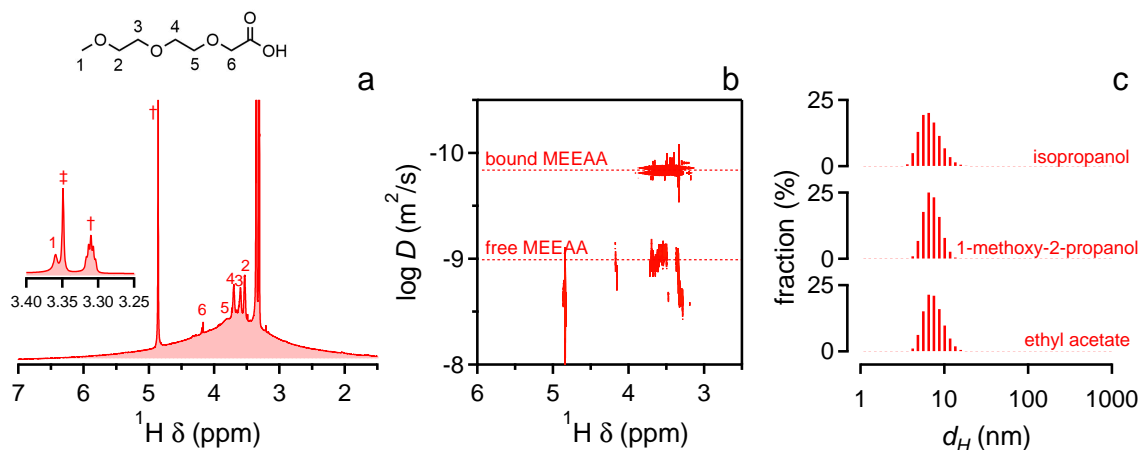 O
O
O
O
OH
1
2
3
4
5
6
a
†
‡
1
†
3.40 3.35 3.30 3.25
6
5
4
3
2
7 6 5 4 3 2
¹H δ (ppm)
b
log D (m²/s)
-10
-9
-8
bound MEEAA
free MEEAA
6 5 4 3
¹H δ (ppm)
c
fraction (%)
25
0
isopropanol
25
0
1-methoxy-2-propanol
25
0
ethyl acetate
1 10 100 1000
d_H (nm)